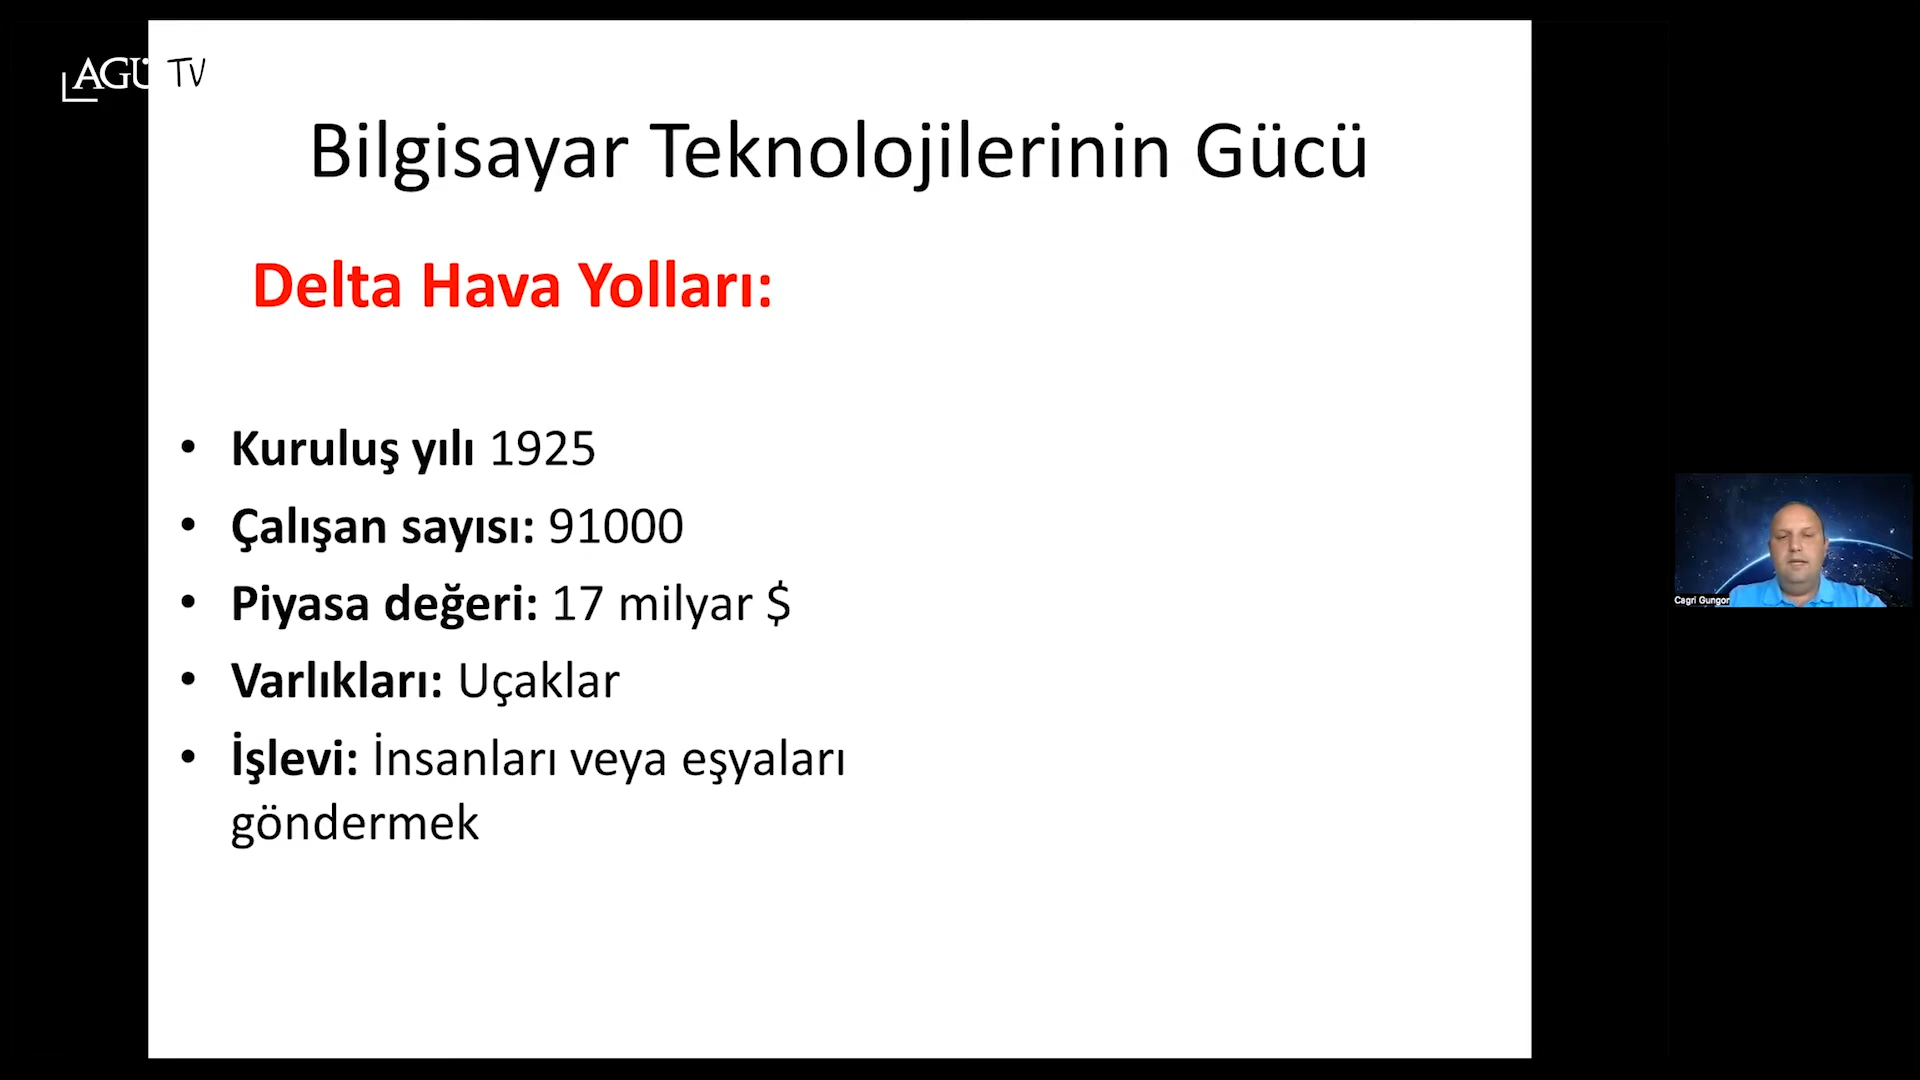 AGÜ TV
Bilgisayar Teknolojilerinin Gücü
Delta Hava Yolları:
• Kuruluş yılı 1925
• Çalışan sayısı: 91000
• Piyasa değeri: 17 milyar $
• Varlıkları: Uçaklar
• İşlevi: İnsanları veya eşyaları
göndermek
Cagri Gungor